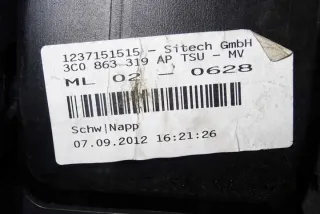 1237151515 - Sitech GmbH
3C0 863 319 AP TSU - MV
ML 02 - 0628
Schw|Napp
07.09.2012 16:21:26